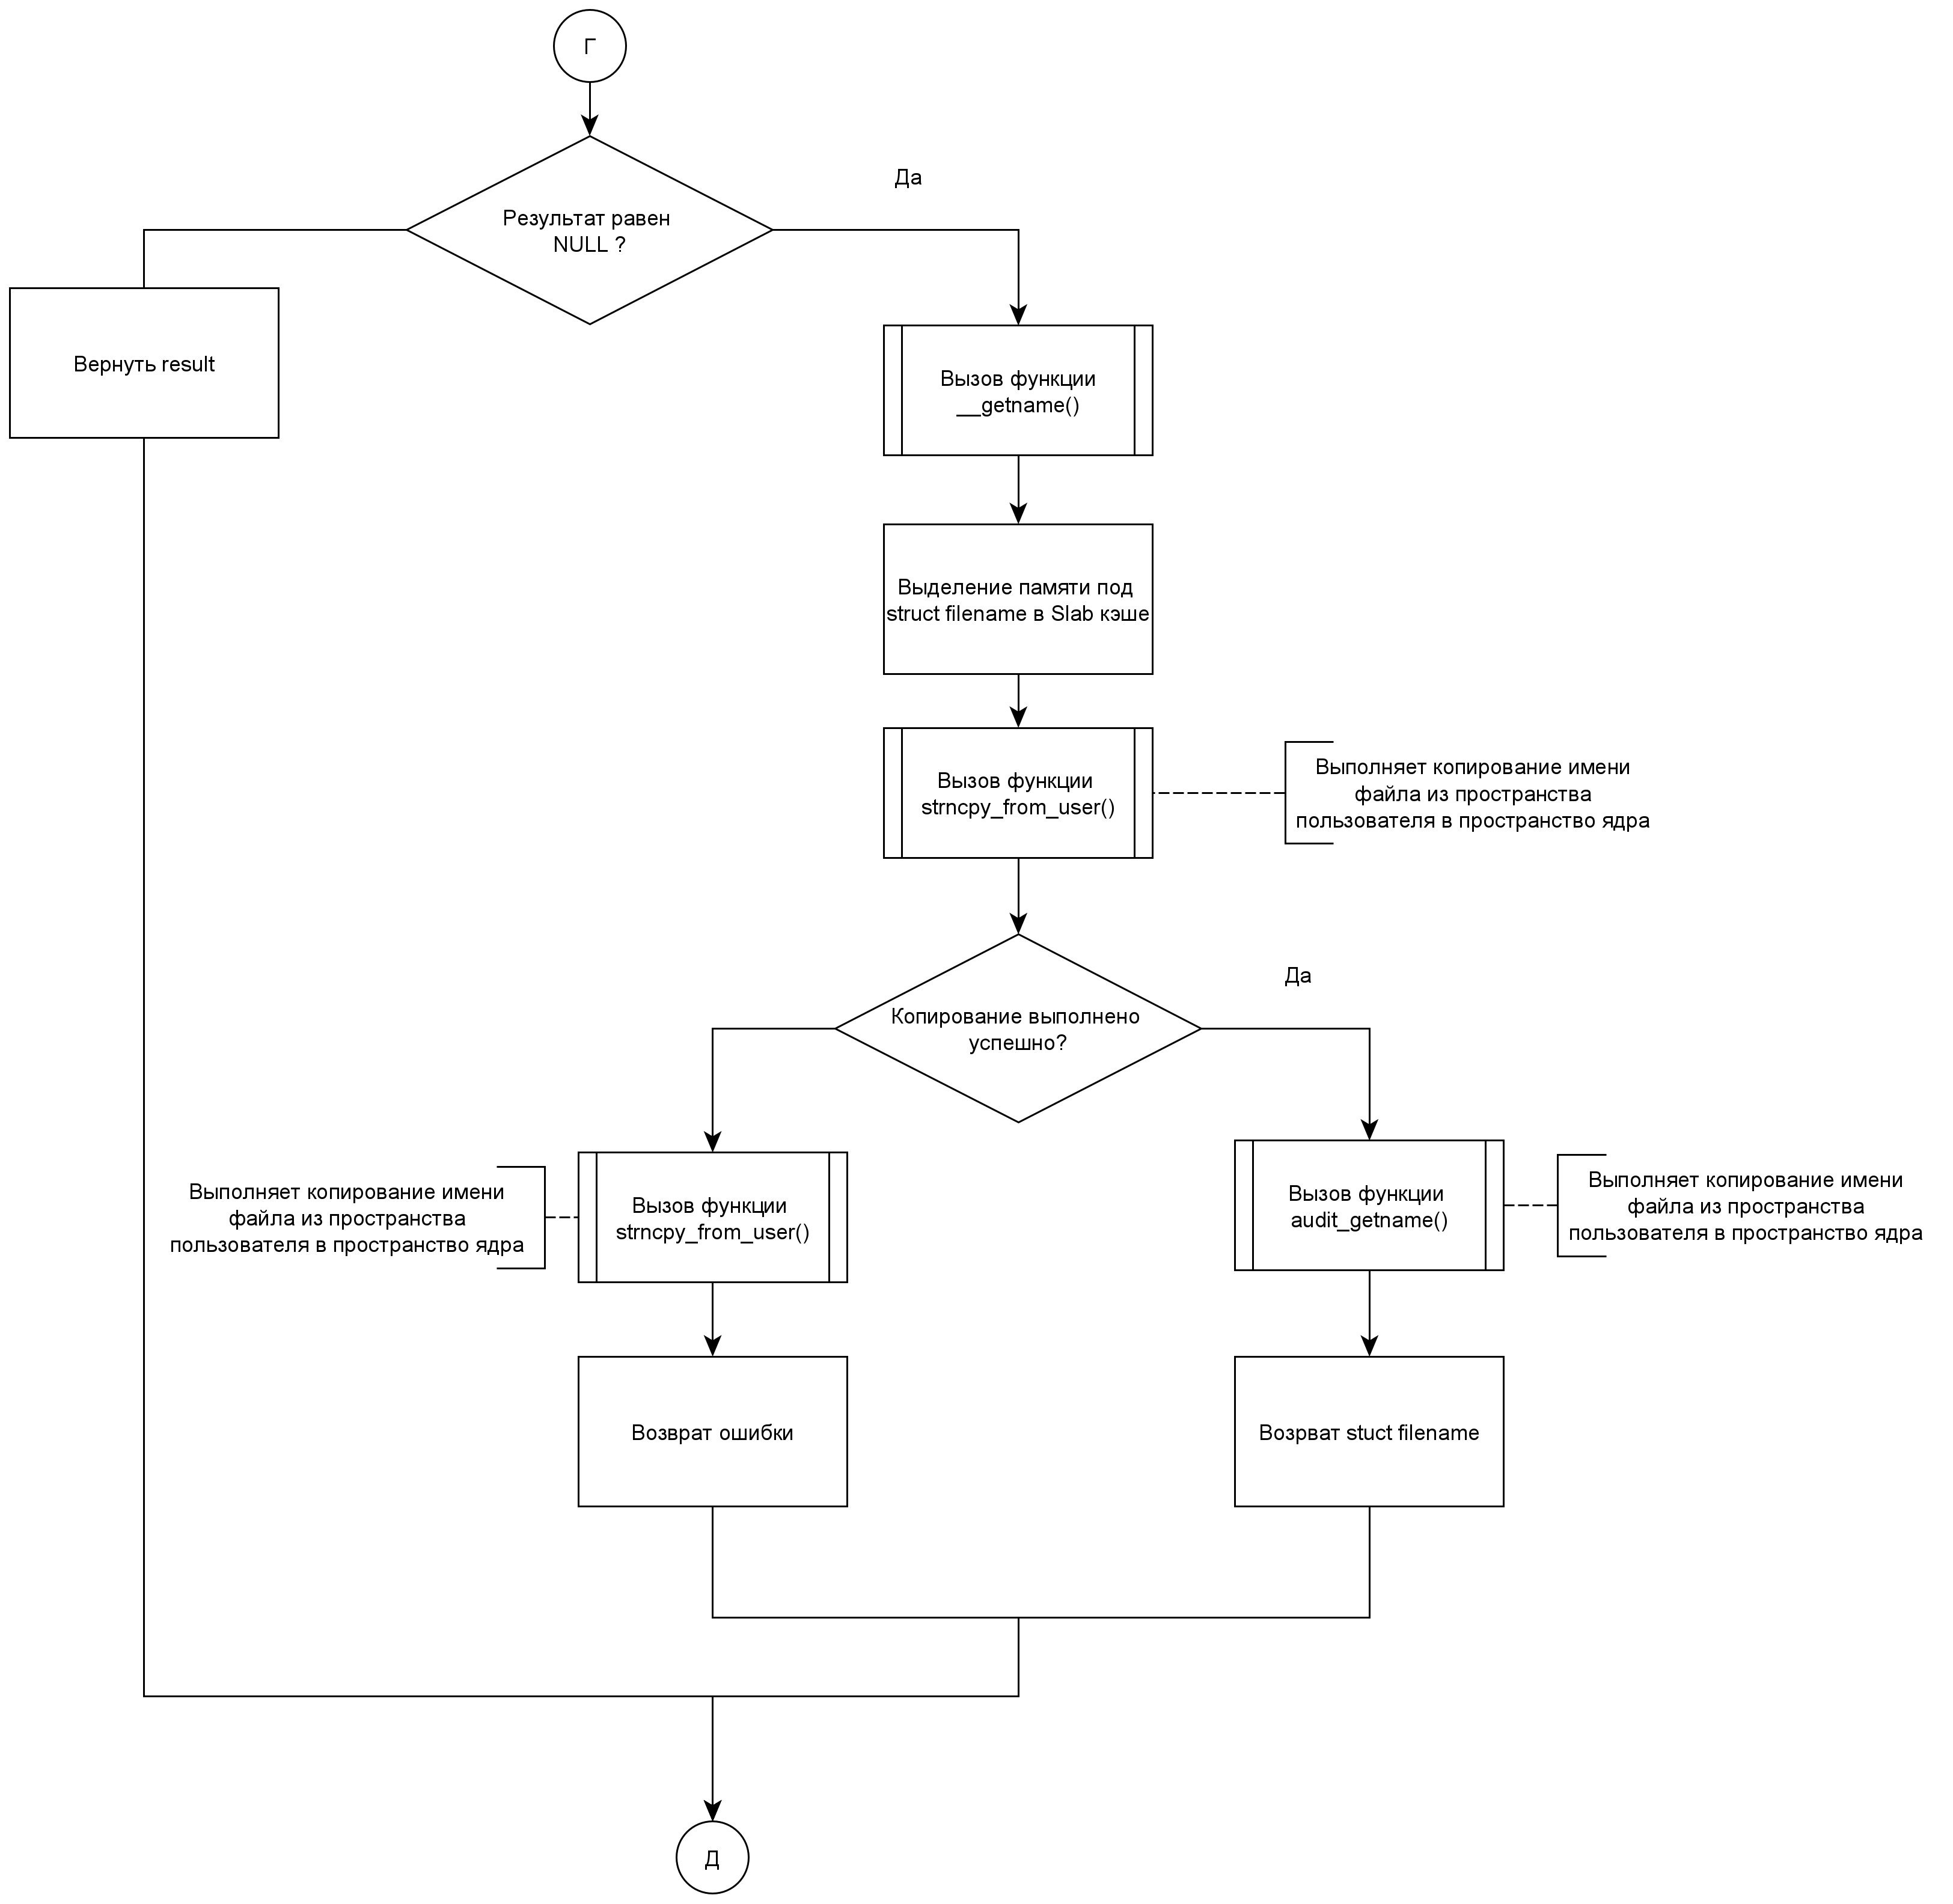 Г
Да
Результат равен
NULL ?
Вернуть result
Вызов функции
__getname()
Выделение памяти под
struct filename в Slab кэше
Вызов функции
strncpy_from_user()
Выполняет копирование имени
файла из пространства
пользователя в пространство ядра
Да
Копирование выполнено
успешно?
Выполняет копирование имени
файла из пространства
пользователя в пространство ядра
Вызов функции
strncpy_from_user()
Вызов функции
audit_getname()
Выполняет копирование имени
файла из пространства
пользователя в пространство ядра
Возврат ошибки
Возрват stuct filename
Д